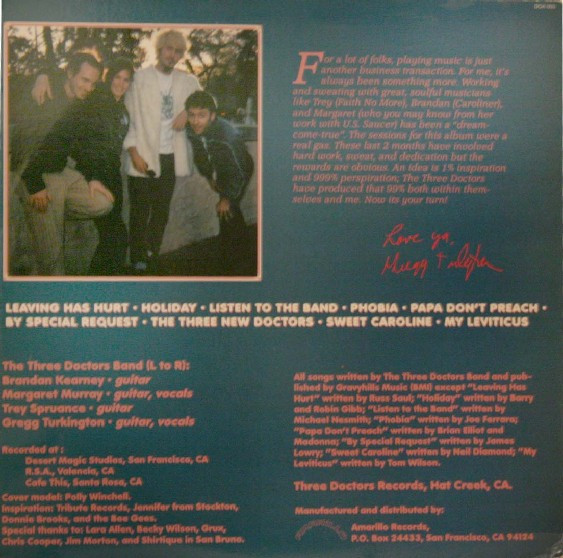 For a lot of folks, playing music is just
another business transaction. For me, it's
always been something more. Working
and sweating with great, soulful musicians
like Trey (Faith No More), Brandan (Caroliner),
and Margaret (who you may know from her
work with U.S. Saucer) has been a "dream-
come-true". The sessions for this album were a
real gas. These last 2 months have involved
hard work, sweat, and dedication but the
rewards are obvious. An idea is 1% inspiration
and 999% perspiration; The Three Doctors
have produced that 99% both within them-
selves and me. Now its your turn!
Love ya,
LEAVING HAS HURT • HOLIDAY • LISTEN TO THE BAND • PHOBIA • PAPA DON'T PREACH •
BY SPECIAL REQUEST • THE THREE NEW DOCTORS • SWEET CAROLINE • MY LEVITICUS
The Three Doctors Band (L to R):
Brandan Kearney • guitar
Margaret Murray • guitar, vocals
Trey Spruance • guitar
Gregg Turkington • guitar, vocals
Recorded at :
Desert Magic Studios, San Francisco, CA
R.S.A., Valencia, CA
Cafe This, Santa Rosa, CA
Cover model: Polly Winchell.
Inspiration: Tribute Records, Jennifer from Stockton,
Donnie Brooks, and the Bee Gees.
Special thanks to: Lara Allen, Becky Wilson, Grux,
Chris Cooper, Jim Morton, and Shirtique in San Bruno.
All songs written by The Three Doctors Band and pub-
lished by Gravyhills Music (BMI) except "Leaving Has
Hurt" written by Russ Saul; "Holiday" written by Barry
and Robin Gibb; "Listen to the Band" written by
Michael Nesmith; "Phobia" written by Joe Ferrara;
"Papa Don't Preach" written by Brian Elliot and
Madonna; "By Special Request" written by James
Lowry; "Sweet Caroline" written by Neil Diamond; "My
Leviticus" written by Tom Wilson.
Three Doctors Records, Hat Creek, CA.
Manufactured and distributed by:
Amarillo Records,
P.O. Box 24433, San Francisco, CA 94124